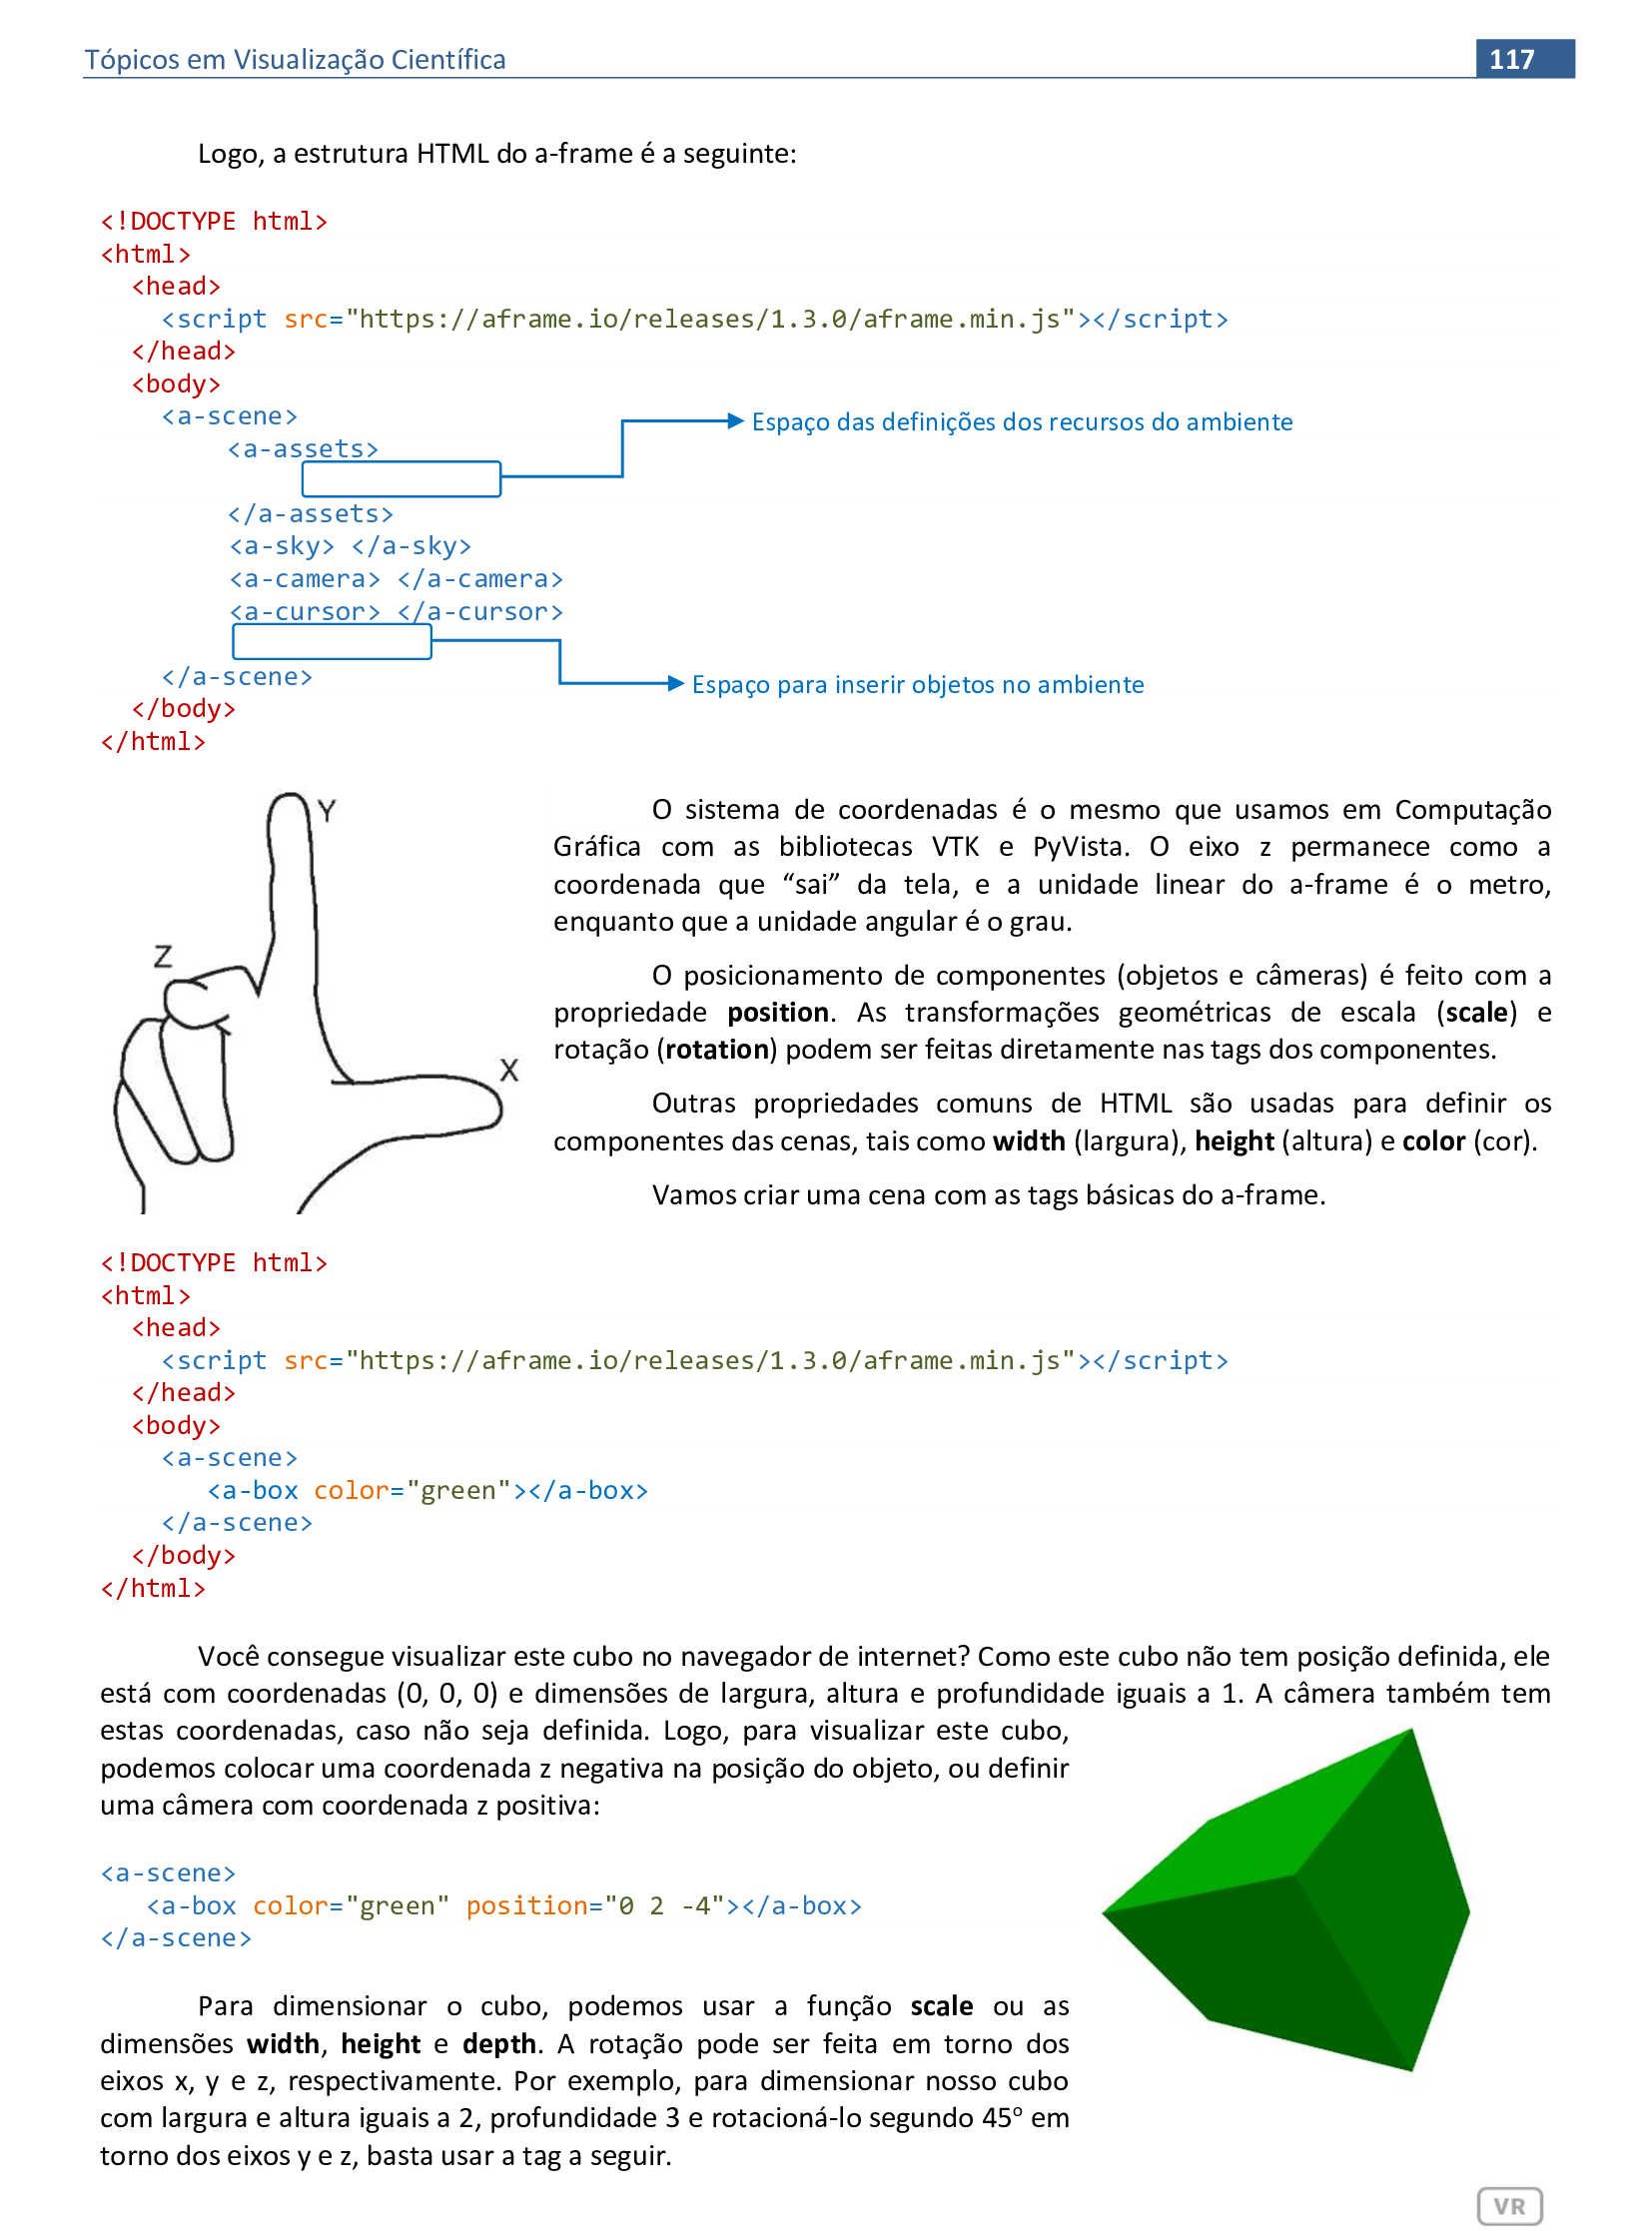 Tópicos em Visualização Científica 117
Logo, a estrutura HTML do a-frame é a seguinte:
<!DOCTYPE html>
<html>
<head>
<script src="https://aframe.io/releases/1.3.0/aframe.min.js"></script>
</head>
<body>
<a-scene>
Espaço das definições dos recursos do ambiente
<a-assets>
</a-assets>
<a-sky> </a-sky>
<a-camera> </a-camera>
<a-cursor> </a-cursor>
</a-scene>
Espaço para inserir objetos no ambiente
</body>
</html>
Y
Z
X
O sistema de coordenadas é o mesmo que usamos em Computação
Gráfica com as bibliotecas VTK e PyVista. O eixo z permanece como a
coordenada que “sai” da tela, e a unidade linear do a-frame é o metro,
enquanto que a unidade angular é o grau.
O posicionamento de componentes (objetos e câmeras) é feito com a
propriedade position. As transformações geométricas de escala (scale) e
rotação (rotation) podem ser feitas diretamente nas tags dos componentes.
Outras propriedades comuns de HTML são usadas para definir os
componentes das cenas, tais como width (largura), height (altura) e color (cor).
Vamos criar uma cena com as tags básicas do a-frame.
<!DOCTYPE html>
<html>
<head>
<script src="https://aframe.io/releases/1.3.0/aframe.min.js"></script>
</head>
<body>
<a-scene>
<a-box color="green"></a-box>
</a-scene>
</body>
</html>
Você consegue visualizar este cubo no navegador de internet? Como este cubo não tem posição definida, ele
está com coordenadas (0, 0, 0) e dimensões de largura, altura e profundidade iguais a 1. A câmera também tem
estas coordenadas, caso não seja definida. Logo, para visualizar este cubo,
podemos colocar uma coordenada z negativa na posição do objeto, ou definir
uma câmera com coordenada z positiva:
<a-scene>
<a-box color="green" position="0 2 -4"></a-box>
</a-scene>
Para dimensionar o cubo, podemos usar a função scale ou as
dimensões width, height e depth. A rotação pode ser feita em torno dos
eixos x, y e z, respectivamente. Por exemplo, para dimensionar nosso cubo
com largura e altura iguais a 2, profundidade 3 e rotacioná-lo segundo 45º em
torno dos eixos y e z, basta usar a tag a seguir.
VR